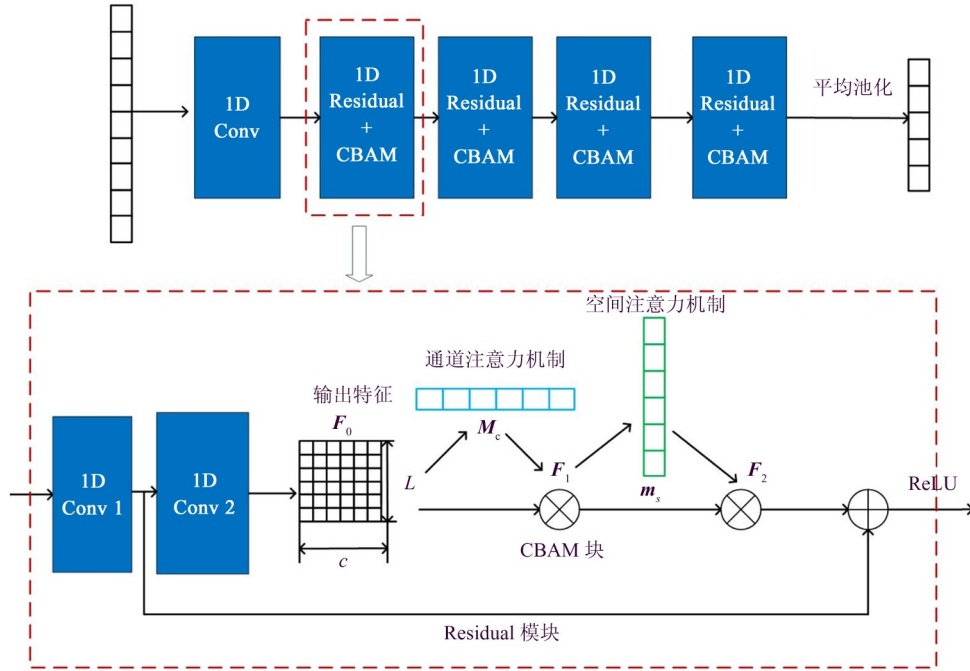 1D
Conv
1D
Residual
+
CBAM
1D
Residual
+
CBAM
1D
Residual
+
CBAM
1D
Residual
+
CBAM
平均池化
空间注意力机制
通道注意力机制
输出特征
F₀
M_c
L
F₁
m_s
F₂
ReLU
1D
Conv 1
1D
Conv 2
c
CBAM 块
Residual 模块